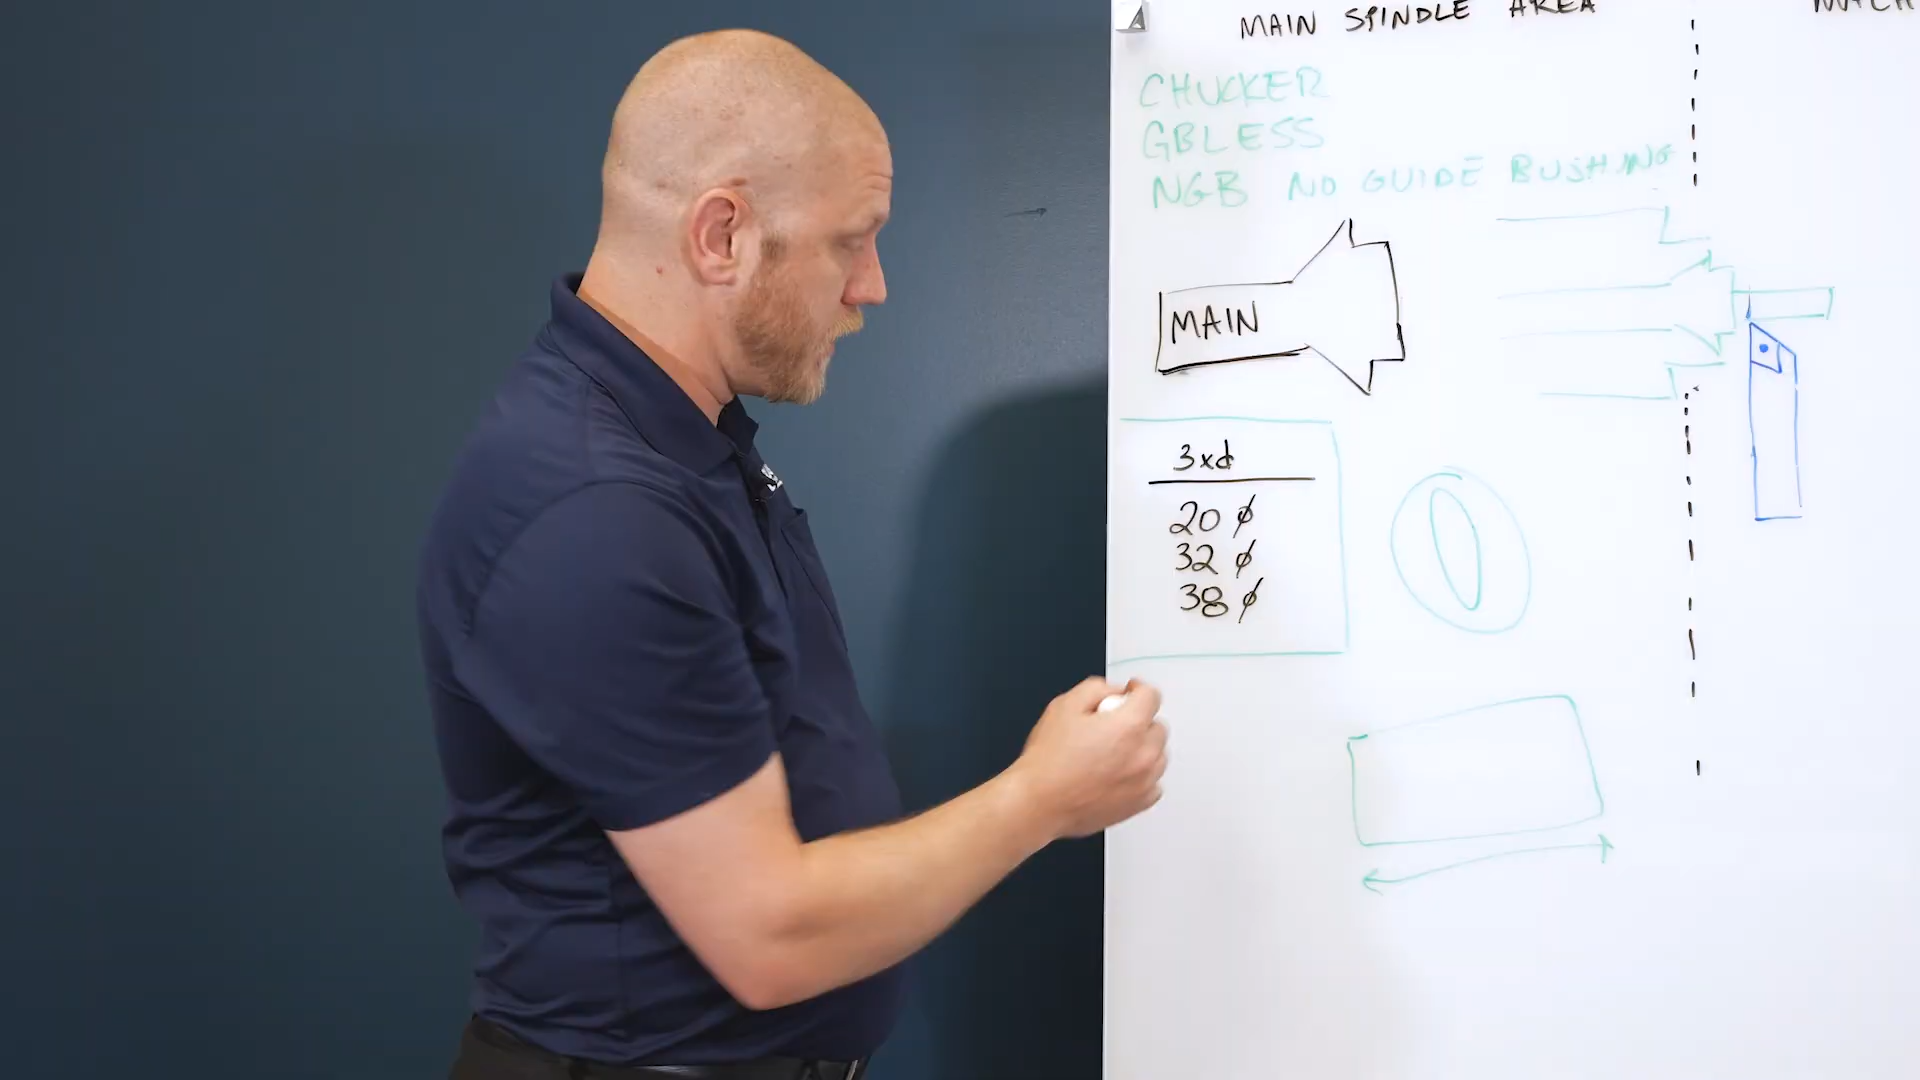 MAIN SPINDLE AREA
CHUCKER
GBLESS
NGB NO GUIDE BUSHING
MAIN
3xd
20 ∅
32 ∅
38 ∅